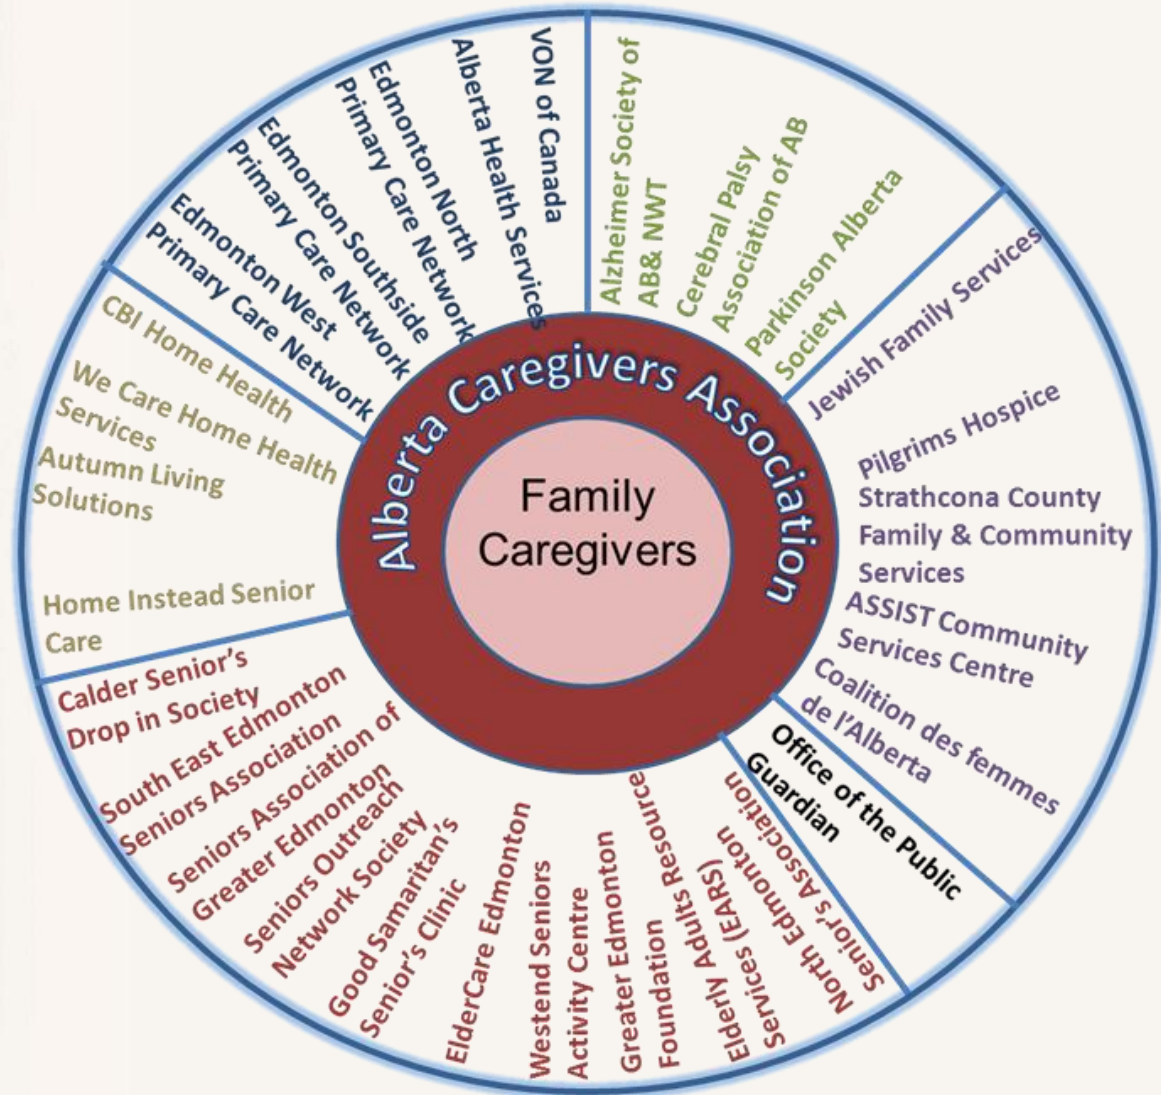 Family
Caregivers
Alberta Caregivers Association
Alzheimer Society of
AB& NWT
Cerebral Palsy
Association of AB
Parkinson Alberta
Society
Jewish Family Services
Pilgrims Hospice
Strathcona County
Family & Community
Services
ASSIST Community
Services Centre
Coalition des femmes
de l’Alberta
Office of the Public
Guardian
North Edmonton
Senior’s Association
Elderly Adults Resource
Services (EARS)
Greater Edmonton
Foundation
Westend Seniors
Activity Centre
ElderCare Edmonton
Good Samaritan’s
Senior’s Clinic
Seniors Outreach
Network Society
Seniors Association of
Greater Edmonton
South East Edmonton
Seniors Association
Calder Senior’s
Drop in Society
Home Instead Senior
Care
Autumn Living
Solutions
We Care Home Health
Services
CBI Home Health
Edmonton West
Primary Care Network
Edmonton Southside
Primary Care Network
Edmonton North
Primary Care Network
Alberta Health Services
VON of Canada